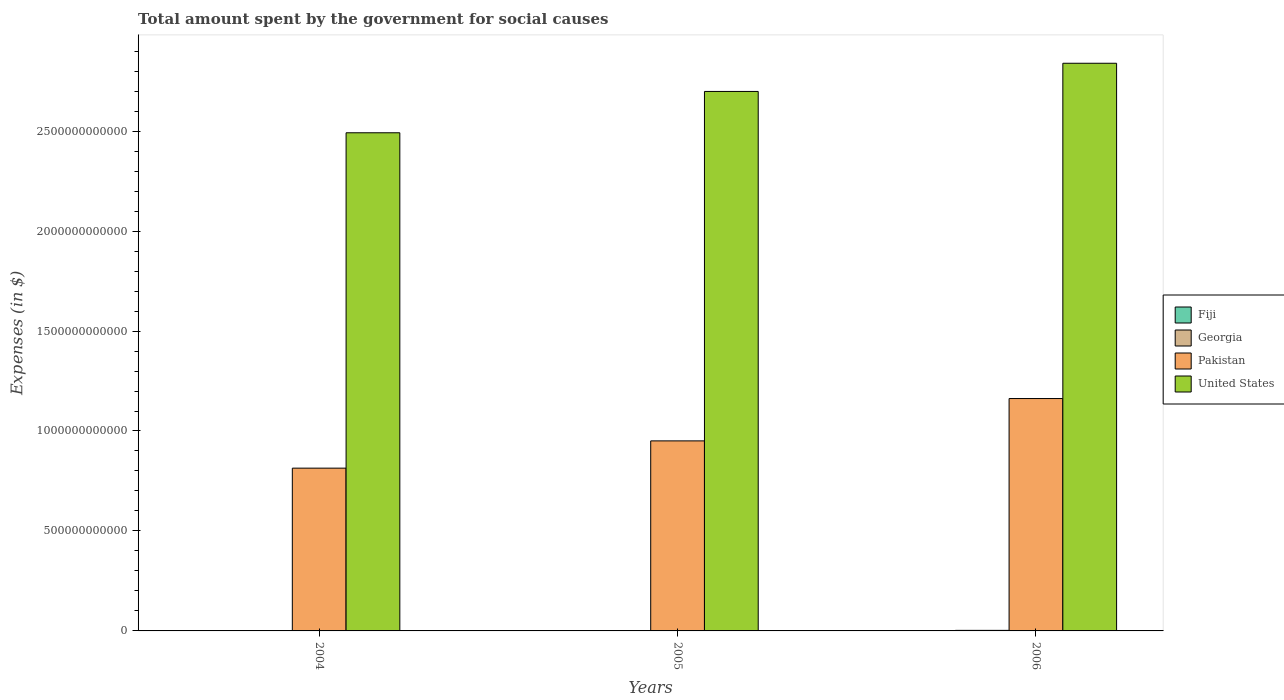 Total amount spent by the government for social causes
Expenses (in $)
2500000000000
2000000000000
1500000000000
1000000000000
500000000000
0
2004
2005
2006
Years
Fiji
Georgia
Pakistan
United States